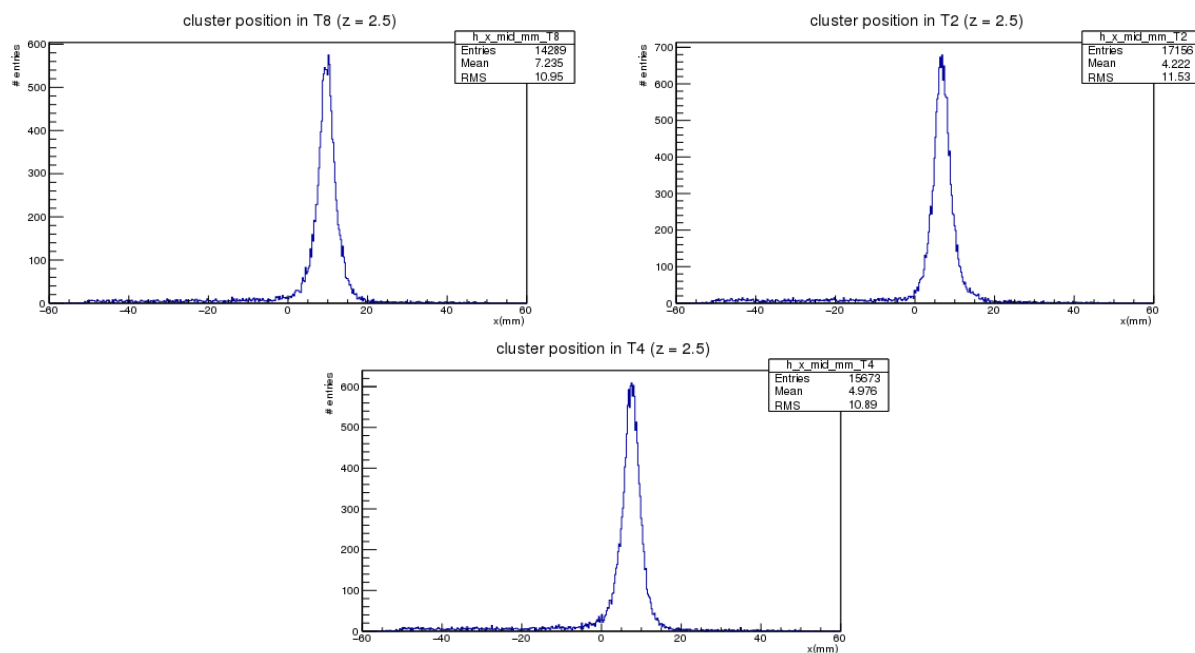 cluster position in T8 (z = 2.5)
h_x_mid_mm_T8
Entries 14289
Mean 7.235
RMS 10.95
# entries
600
500
400
300
200
100
0
−60 −40 −20 0 20 40 60
x(mm)
cluster position in T2 (z = 2.5)
h_x_mid_mm_T2
Entries 17156
Mean 4.222
RMS 11.53
# entries
700
600
500
400
300
200
100
0
−60 −40 −20 0 20 40 60
x(mm)
cluster position in T4 (z = 2.5)
h_x_mid_mm_T4
Entries 15673
Mean 4.976
RMS 10.89
# entries
600
500
400
300
200
100
0
−60 −40 −20 0 20 40 60
x(mm)